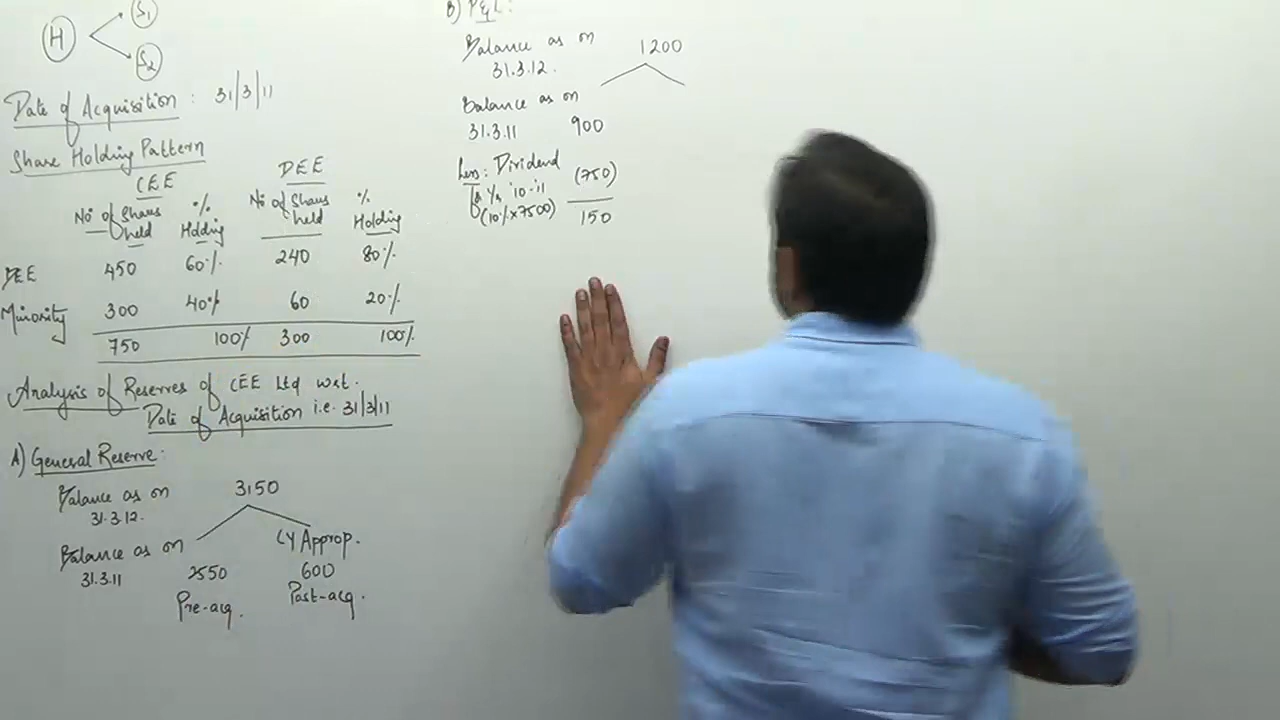 H
S1
S2
Date of Acquisition : 31/3/11
Share Holding Pattern
CEE DEE
No of Shares held % Holding No of Shares held % Holding
DEE 450 60% 240 80%
Minority 300 40% 60 20%
750 100% 300 100%
Analysis of Reserves of CEE Ltd wrt.
Date of Acquisition i.e. 31/3/11
A) General Reserve:
Balance as on 3150
31.3.12.
Balance as on CY Approp.
31.3.11 2550 600
Pre-acq. Post-acq.
B) P&L:
Balance as on 1200
31.3.12.
Balance as on
31.3.11 900
Less: Dividend (750)
for Yr '10-'11
(10% x 7500)
150